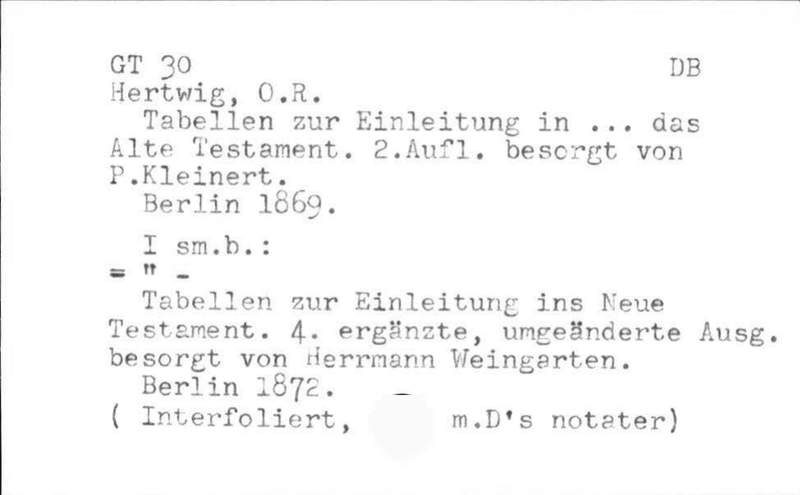 GT 30 DB
Hertwig, O.R.
Tabellen zur Einleitung in ... das
Alte Testament. 2.Aufl. besorgt von
P.Kleinert.
Berlin 1869.
I sm.b.:
= " -
Tabellen zur Einleitung ins Neue
Testament. 4. ergänzte, umgeänderte Ausg.
besorgt von Herrmann Weingarten.
Berlin 1872.
( Interfoliert, m.D's notater)